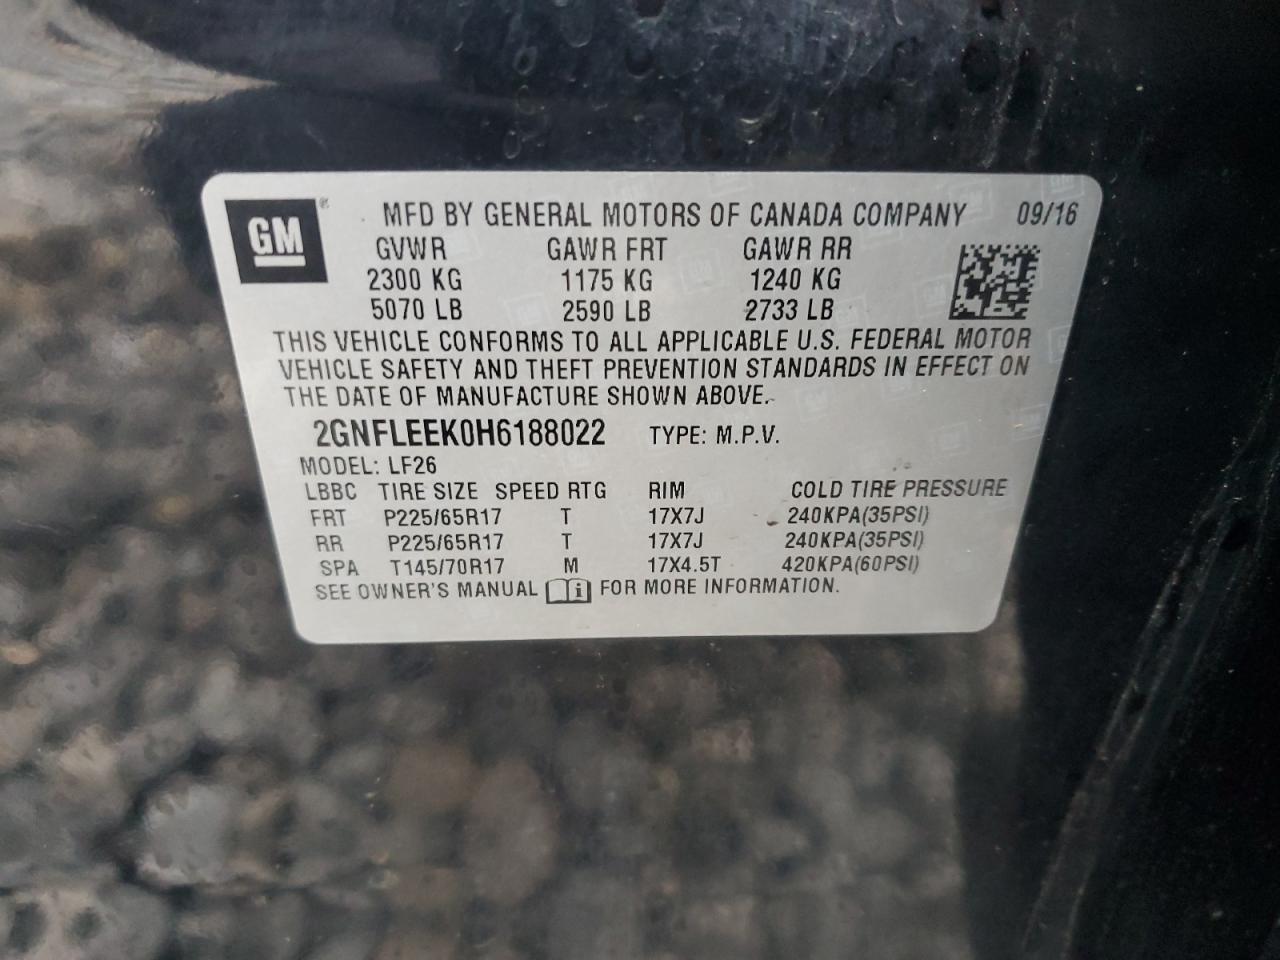 GM ® MFD BY GENERAL MOTORS OF CANADA COMPANY 09/16
GVWR GAWR FRT GAWR RR
2300 KG 1175 KG 1240 KG
5070 LB 2590 LB 2733 LB
THIS VEHICLE CONFORMS TO ALL APPLICABLE U.S. FEDERAL MOTOR
VEHICLE SAFETY AND THEFT PREVENTION STANDARDS IN EFFECT ON
THE DATE OF MANUFACTURE SHOWN ABOVE.
2GNFLEEK0H6188022 TYPE: M.P.V.
MODEL: LF26
LBBC TIRE SIZE SPEED RTG RIM COLD TIRE PRESSURE
FRT P225/65R17 T 17X7J 240KPA(35PSI)
RR P225/65R17 T 17X7J 240KPA(35PSI)
SPA T145/70R17 M 17X4.5T 420KPA(60PSI)
SEE OWNER'S MANUAL i FOR MORE INFORMATION.